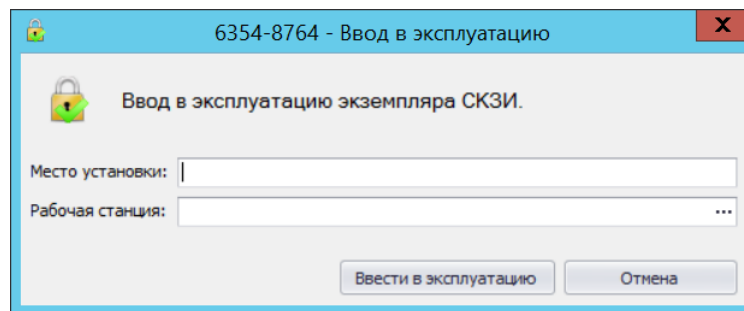 6354-8764 - Ввод в эксплуатацию
Ввод в эксплуатацию экземпляра СКЗИ.
Место установки:
Рабочая станция:
...
Ввести в эксплуатацию
Отмена